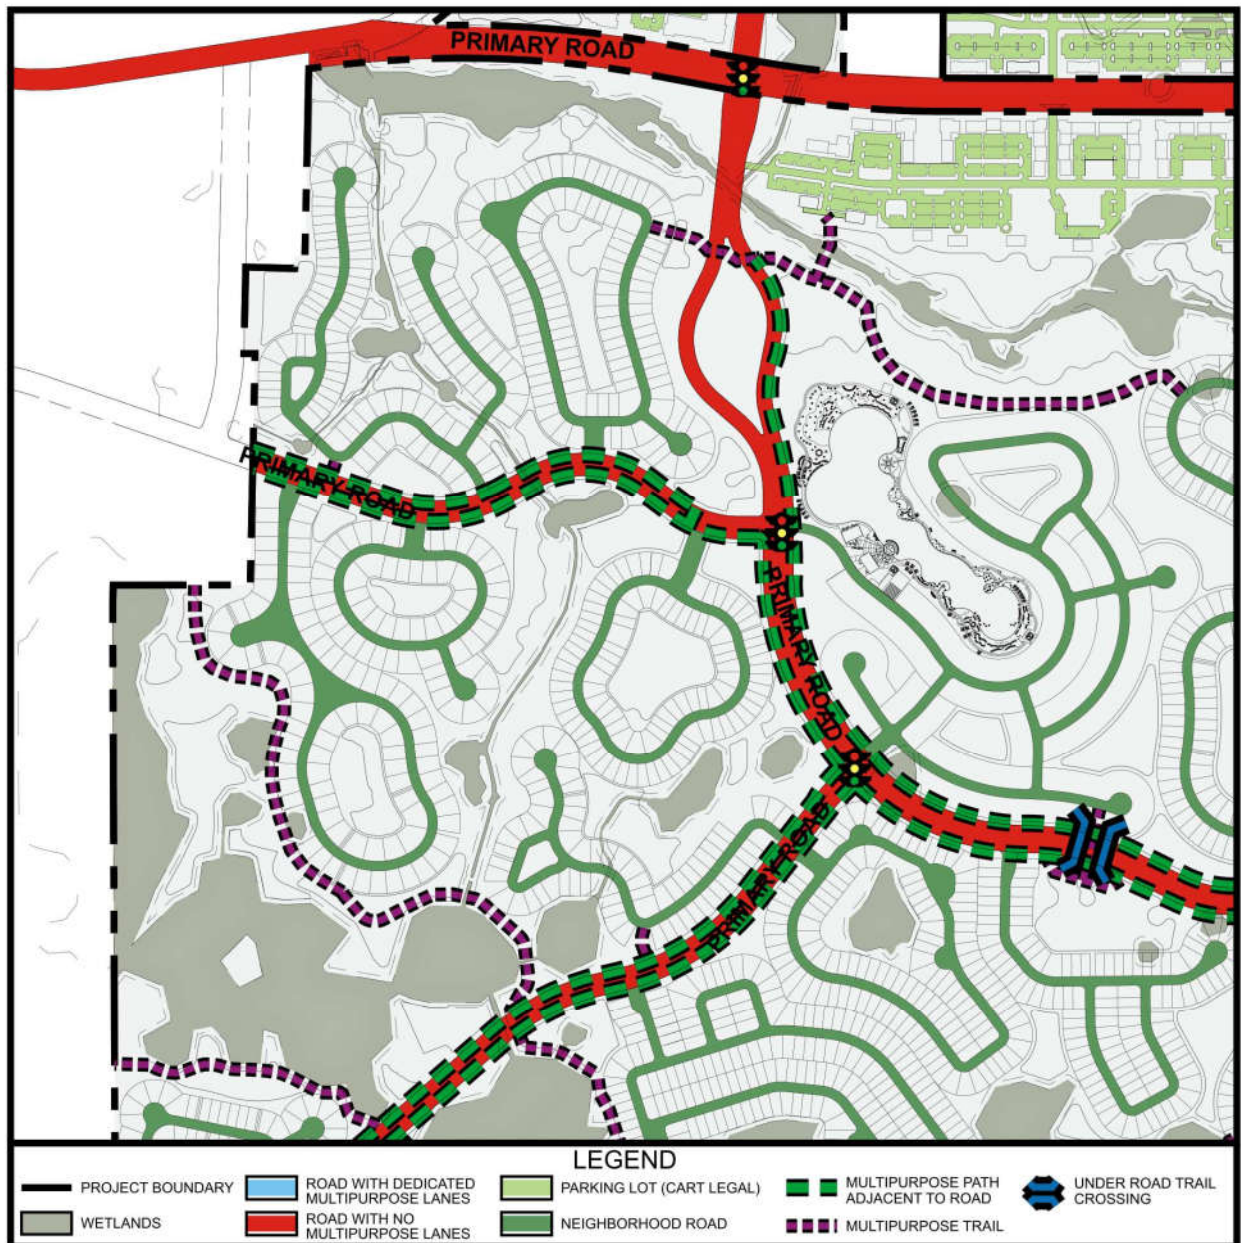 PRIMARY ROAD
PRIMARY ROAD
PRIMARY ROAD
PRIMARY ROAD
LEGEND
PROJECT BOUNDARY
WETLANDS
ROAD WITH DEDICATED
MULTIPURPOSE LANES
ROAD WITH NO
MULTIPURPOSE LANES
PARKING LOT (CART LEGAL)
NEIGHBORHOOD ROAD
MULTIPURPOSE PATH
ADJACENT TO ROAD
MULTIPURPOSE TRAIL
UNDER ROAD TRAIL
CROSSING